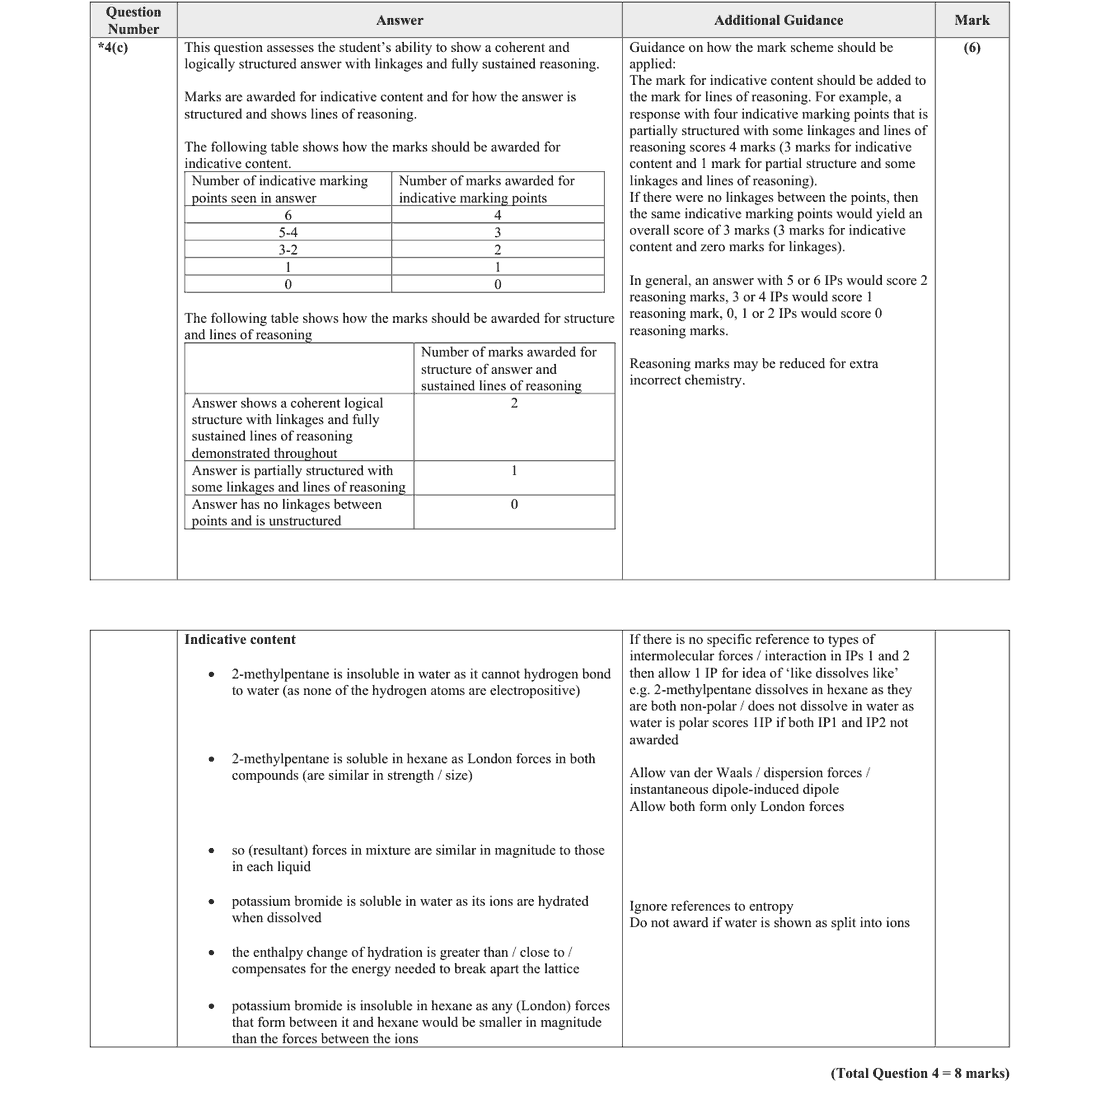 Question Number
Answer
Additional Guidance
Mark
*4(c)
This question assesses the student's ability to show a coherent and
logically structured answer with linkages and fully sustained reasoning.
Marks are awarded for indicative content and for how the answer is
structured and shows lines of reasoning.
The following table shows how the marks should be awarded for
indicative content.
Number of indicative marking
points seen in answer
Number of marks awarded for
indicative marking points
6
4
5-4
3
3-2
2
1
1
0
0
The following table shows how the marks should be awarded for structure
and lines of reasoning
Number of marks awarded for
structure of answer and
sustained lines of reasoning
Answer shows a coherent logical
structure with linkages and fully
sustained lines of reasoning
demonstrated throughout
2
Answer is partially structured with
some linkages and lines of reasoning
1
Answer has no linkages between
points and is unstructured
0
Guidance on how the mark scheme should be
applied:
The mark for indicative content should be added to
the mark for lines of reasoning. For example, a
response with four indicative marking points that is
partially structured with some linkages and lines of
reasoning scores 4 marks (3 marks for indicative
content and 1 mark for partial structure and some
linkages and lines of reasoning).
If there were no linkages between the points, then
the same indicative marking points would yield an
overall score of 3 marks (3 marks for indicative
content and zero marks for linkages).
In general, an answer with 5 or 6 IPs would score 2
reasoning marks, 3 or 4 IPs would score 1
reasoning mark, 0, 1 or 2 IPs would score 0
reasoning marks.
Reasoning marks may be reduced for extra
incorrect chemistry.
(6)
Indicative content
• 2-methylpentane is insoluble in water as it cannot hydrogen bond
to water (as none of the hydrogen atoms are electropositive)
• 2-methylpentane is soluble in hexane as London forces in both
compounds (are similar in strength / size)
• so (resultant) forces in mixture are similar in magnitude to those
in each liquid
• potassium bromide is soluble in water as its ions are hydrated
when dissolved
• the enthalpy change of hydration is greater than / close to /
compensates for the energy needed to break apart the lattice
• potassium bromide is insoluble in hexane as any (London) forces
that form between it and hexane would be smaller in magnitude
than the forces between the ions
If there is no specific reference to types of
intermolecular forces / interaction in IPs 1 and 2
then allow 1 IP for idea of 'like dissolves like'
e.g. 2-methylpentane dissolves in hexane as they
are both non-polar / does not dissolve in water as
water is polar scores 1IP if both IP1 and IP2 not
awarded
Allow van der Waals / dispersion forces /
instantaneous dipole-induced dipole
Allow both form only London forces
Ignore references to entropy
Do not award if water is shown as split into ions
(Total Question 4 = 8 marks)